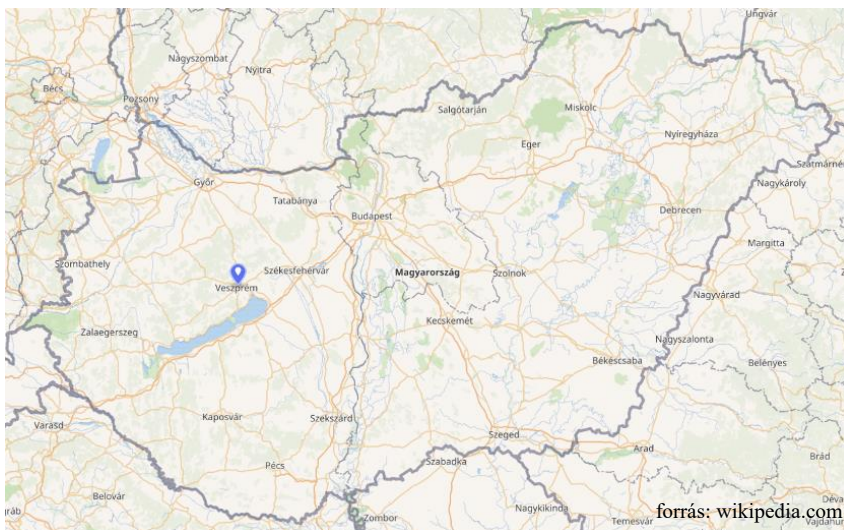 Ungvár
Nagyszombat
Nyitra
Bécs
Pozsony
Salgótarján
Miskolc
Nyíregyháza
Eger
Szatmárné
Győr
Nagykároly
Tatabánya
Budapest
Debrecen
Margitta
Szombathely
Székesfehérvár
Magyarország
Szolnok
Veszprém
Nagyvárad
Kecskemét
Zalaegerszeg
Nagyszalonta
Békéscsaba
Belényes
Kaposvár
Szekszárd
Varasd
Szeged
Arad
Brád
Pécs
Szabadka
Belovár
Déva
Nagykikinda
forrás: wikipedia.com
gráb
Zombor
Temesvár
Vajdahunyad